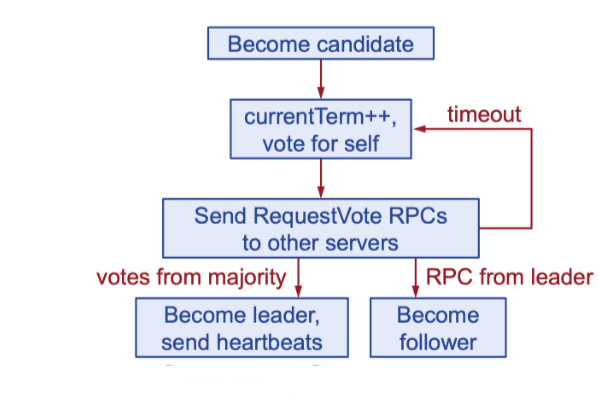 Become candidate
currentTerm++,
vote for self
timeout
Send RequestVote RPCs
to other servers
votes from majority
RPC from leader
Become leader,
send heartbeats
Become
follower